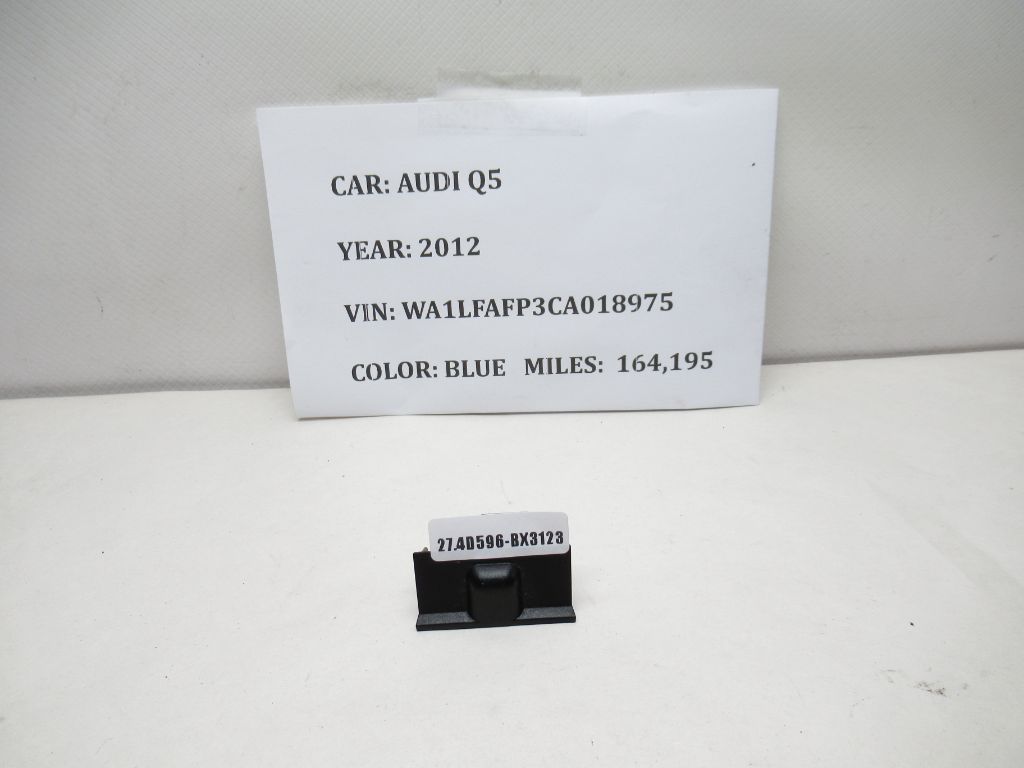 CAR: AUDI Q5
YEAR: 2012
VIN: WA1LFAFP3CA018975
COLOR: BLUE MILES: 164,195
27.4D596-BX3123